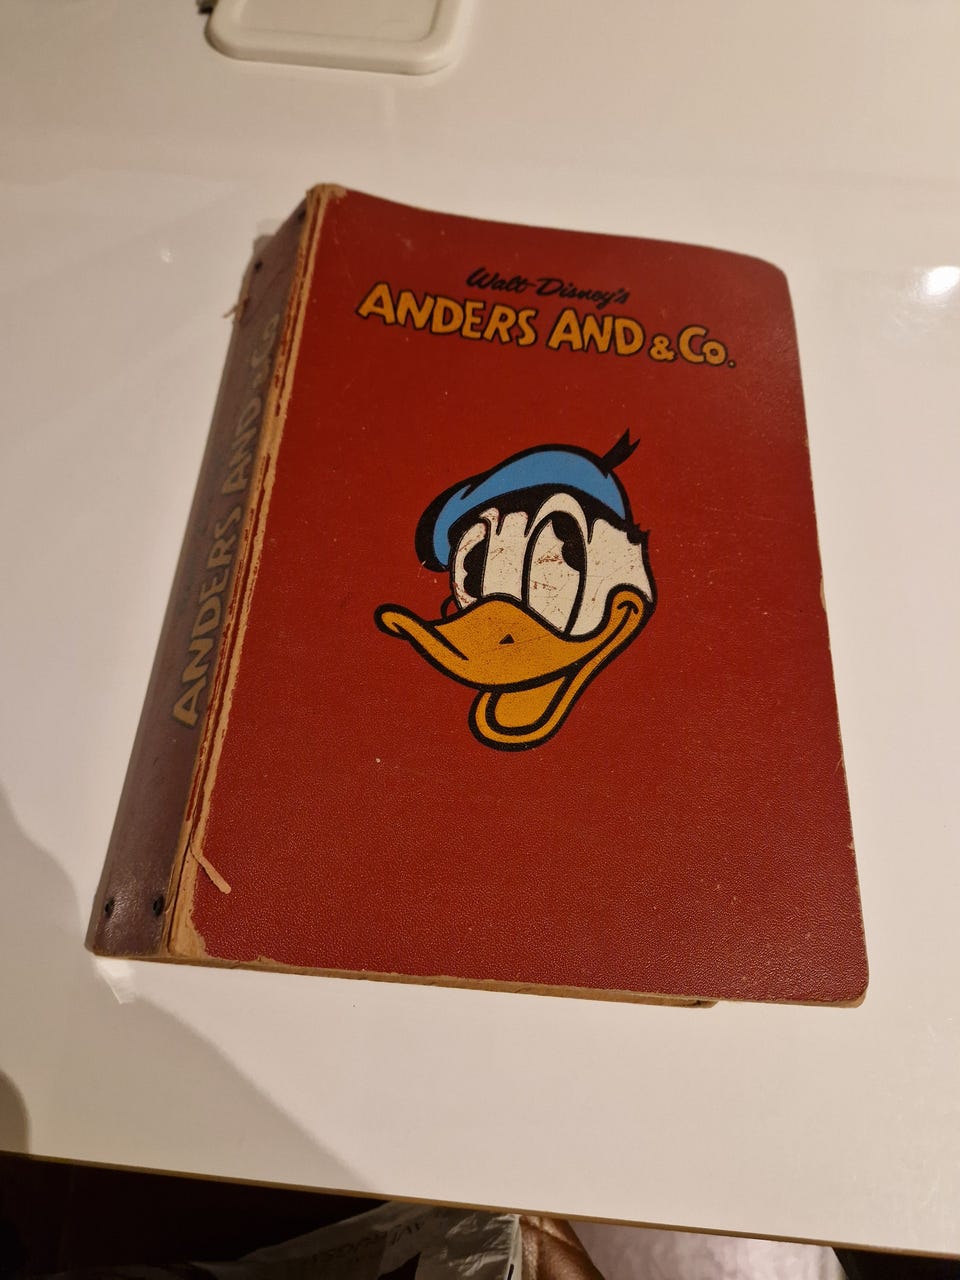 Walt Disney's
ANDERS AND & Co.
ANDERS AND & Co